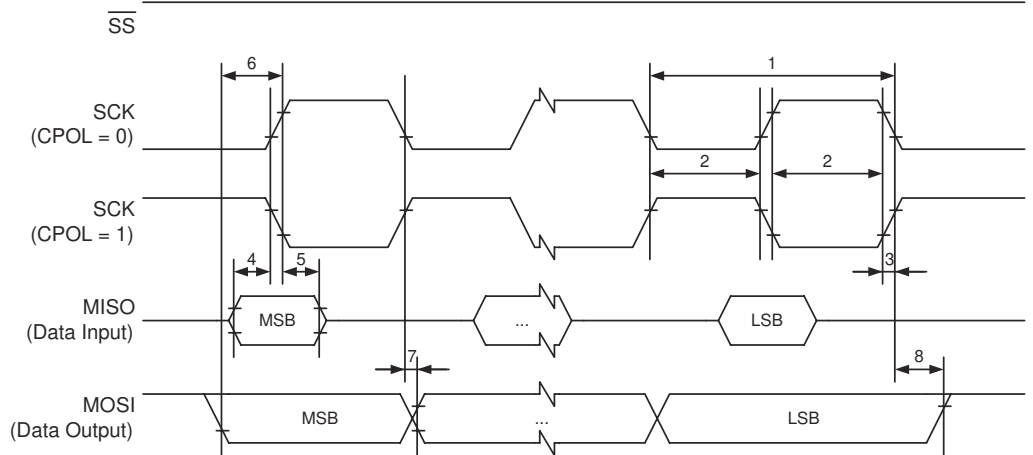 SS
6
1
SCK
(CPOL = 0)
2
2
SCK
(CPOL = 1)
4
5
3
MISO
(Data Input)
MSB
...
LSB
7
8
MOSI
(Data Output)
MSB
...
LSB